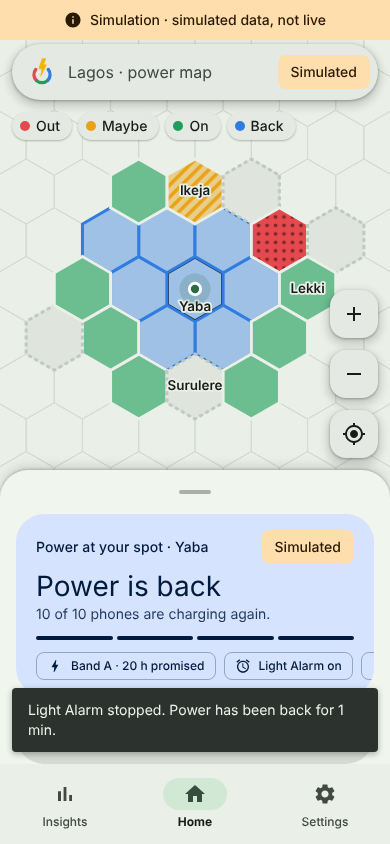 Simulation · simulated data, not live
Lagos · power map
Simulated
Out
Maybe
On
Back
Ikeja
Lekki
Yaba
Surulere
Power at your spot · Yaba
Simulated
Power is back
10 of 10 phones are charging again.
Band A · 20 h promised
Light Alarm on
Light Alarm stopped. Power has been back for 1
min.
Insights
Home
Settings